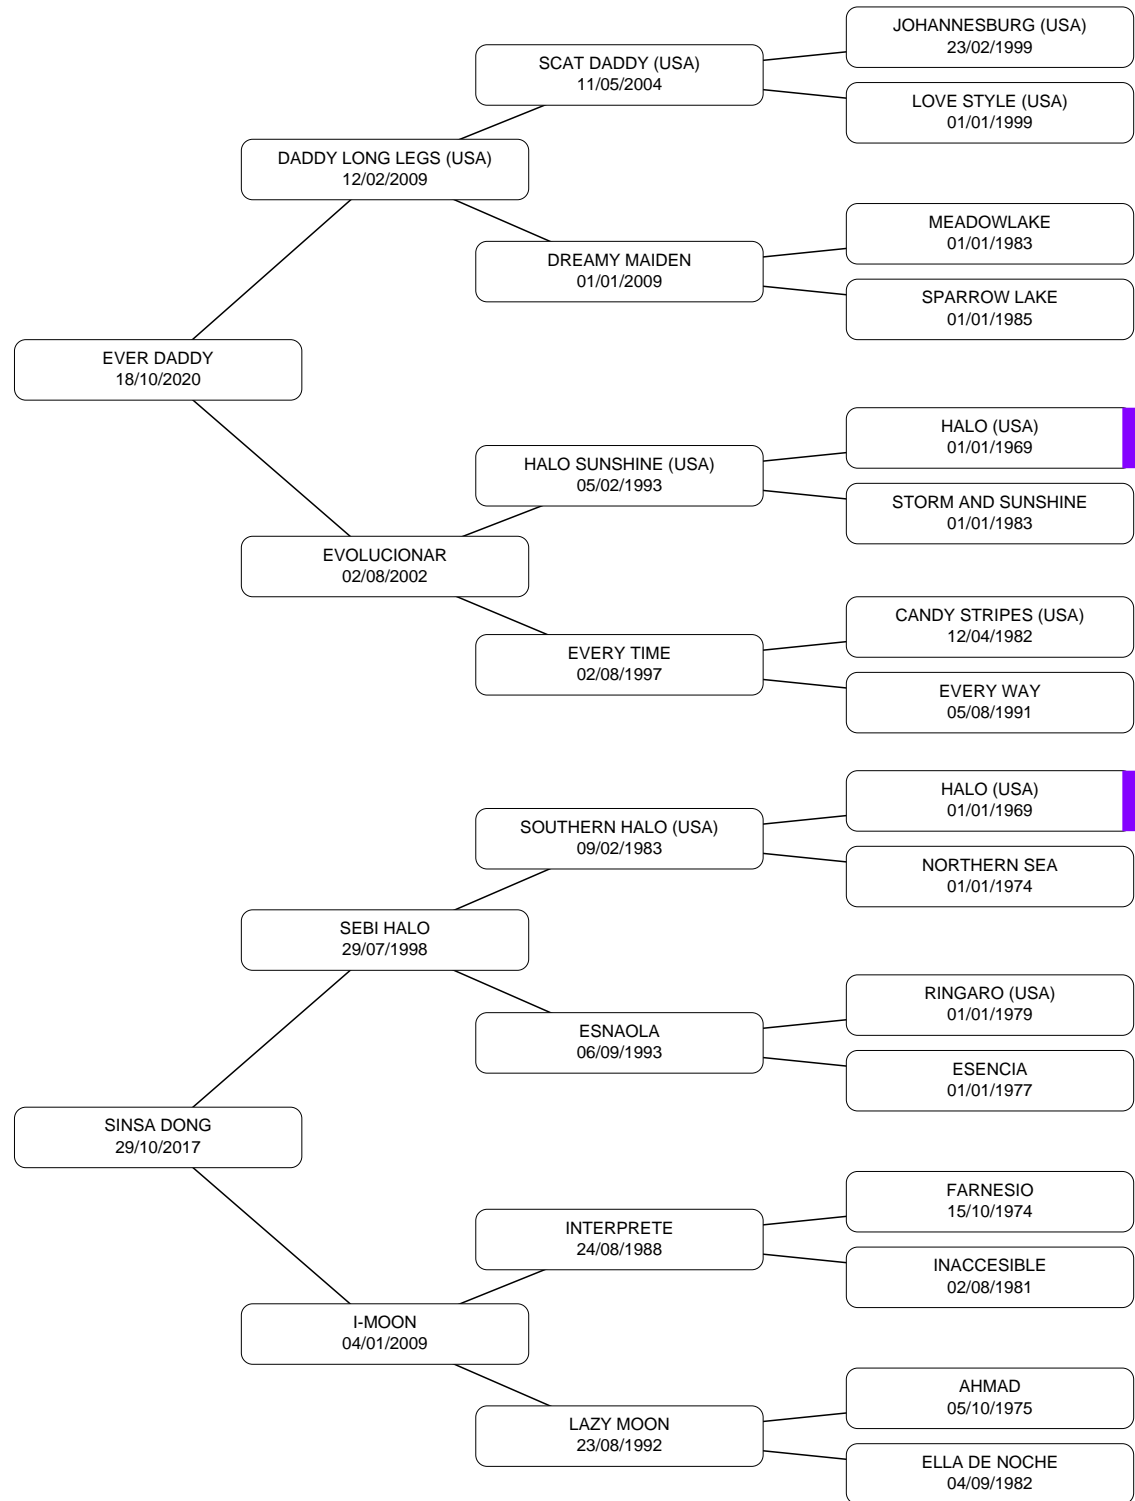 JOHANNESBURG (USA)
23/02/1999
SCAT DADDY (USA)
11/05/2004
LOVE STYLE (USA)
01/01/1999
DADDY LONG LEGS (USA)
12/02/2009
MEADOWLAKE
01/01/1983
DREAMY MAIDEN
01/01/2009
SPARROW LAKE
01/01/1985
EVER DADDY
18/10/2020
HALO (USA)
01/01/1969
HALO SUNSHINE (USA)
05/02/1993
STORM AND SUNSHINE
01/01/1983
EVOLUCIONAR
02/08/2002
CANDY STRIPES (USA)
12/04/1982
EVERY TIME
02/08/1997
EVERY WAY
05/08/1991
HALO (USA)
01/01/1969
SOUTHERN HALO (USA)
09/02/1983
NORTHERN SEA
01/01/1974
SEBI HALO
29/07/1998
RINGARO (USA)
01/01/1979
ESNAOLA
06/09/1993
ESENCIA
01/01/1977
SINSA DONG
29/10/2017
FARNESIO
15/10/1974
INTERPRETE
24/08/1988
INACCESIBLE
02/08/1981
I-MOON
04/01/2009
AHMAD
05/10/1975
LAZY MOON
23/08/1992
ELLA DE NOCHE
04/09/1982